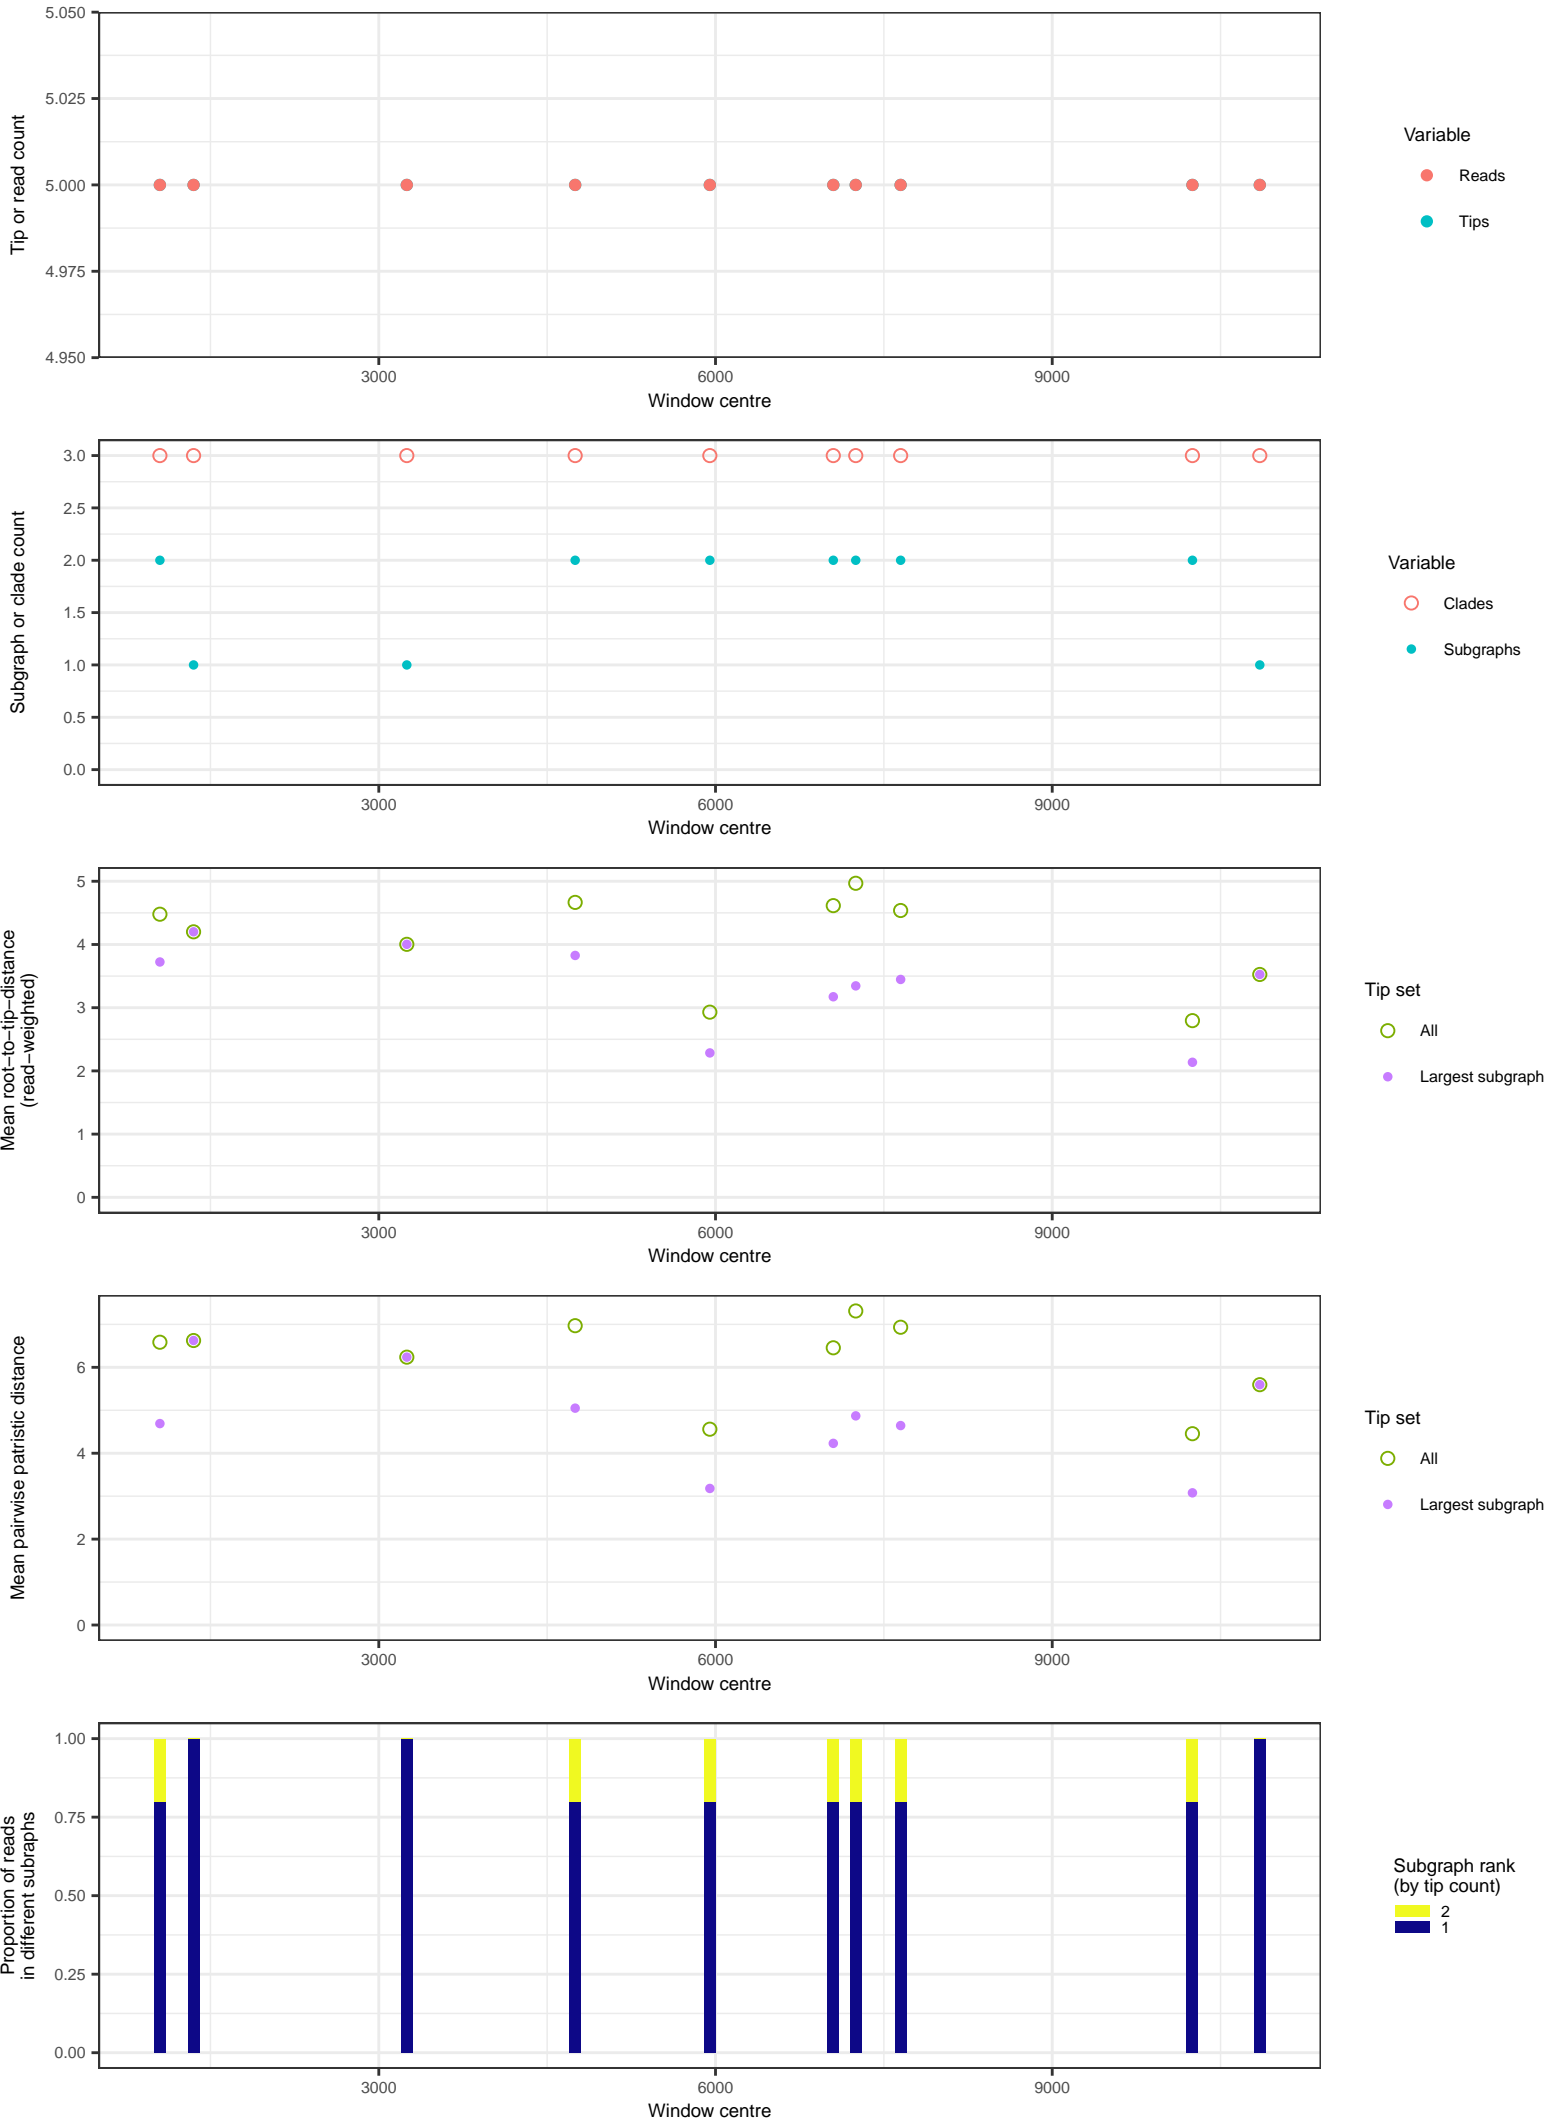 5.050
5.025
5.000
4.975
4.950
Tip or read count
3000 6000 9000
Window centre
Variable
Reads
Tips
3.0
2.5
2.0
1.5
1.0
0.5
0.0
Subgraph or clade count
3000 6000 9000
Window centre
Variable
Clades
Subgraphs
5
4
3
2
1
0
Mean root−to−tip−distance
(read−weighted)
3000 6000 9000
Window centre
Tip set
All
Largest subgraph
6
4
2
0
Mean pairwise patristic distance
3000 6000 9000
Window centre
Tip set
All
Largest subgraph
1.00
0.75
0.50
0.25
0.00
Proportion of reads
in different subraphs
3000 6000 9000
Window centre
Subgraph rank
(by tip count)
2
1